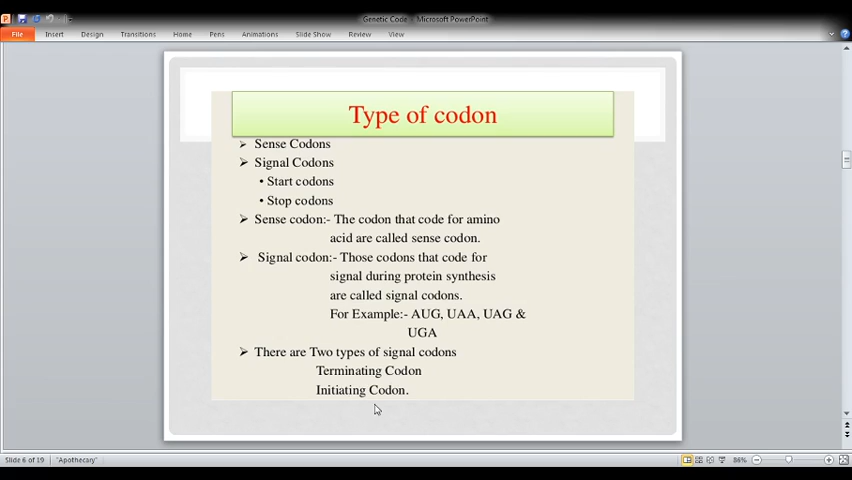 Genetic Code - Microsoft PowerPoint
File Insert Design Transitions Home Pens Animations Slide Show Review View
Type of codon
➢ Sense Codons
➢ Signal Codons
• Start codons
• Stop codons
➢ Sense codon:- The codon that code for amino
acid are called sense codon.
➢ Signal codon:- Those codons that code for
signal during protein synthesis
are called signal codons.
For Example:- AUG, UAA, UAG &
UGA
➢ There are Two types of signal codons
Terminating Codon
Initiating Codon.
Slide 6 of 19 "Apothecary" 86%